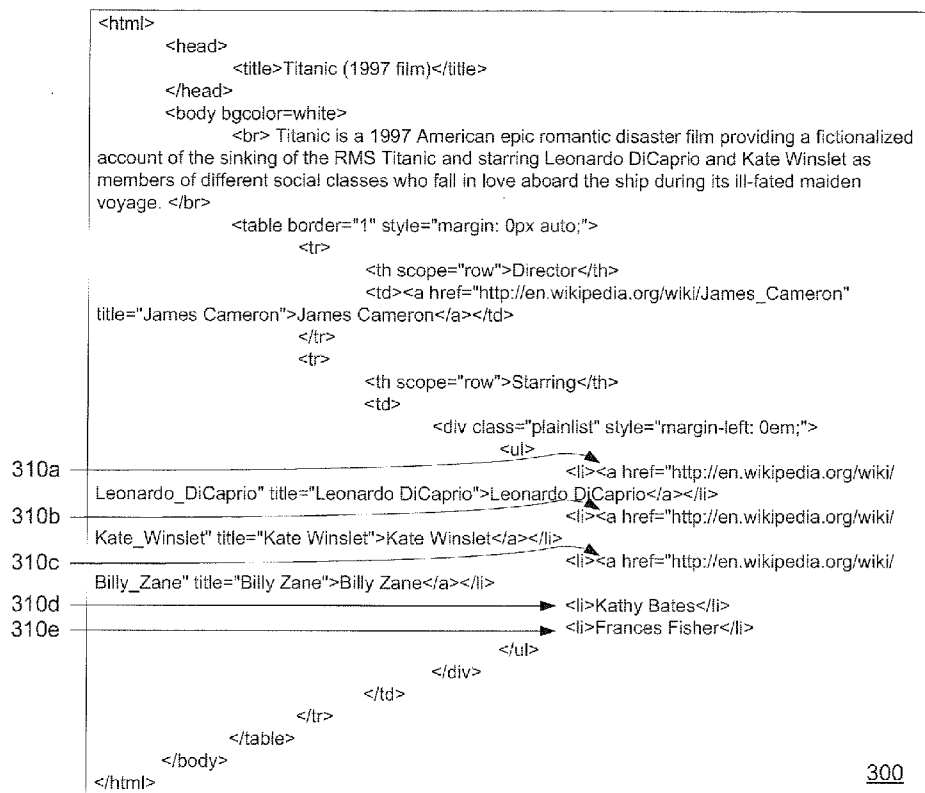 <html>
<head>
<title>Titanic (1997 film)</title>
</head>
<body bgcolor=white>
<br> Titanic is a 1997 American epic romantic disaster film providing a fictionalized
account of the sinking of the RMS Titanic and starring Leonardo DiCaprio and Kate Winslet as
members of different social classes who fall in love aboard the ship during its ill-fated maiden
voyage. </br>
<table border="1" style="margin: 0px auto;">
<tr>
<th scope="row">Director</th>
<td><a href="http://en.wikipedia.org/wiki/James_Cameron"
title="James Cameron">James Cameron</a></td>
</tr>
<tr>
<th scope="row">Starring</th>
<td>
<div class="plainlist" style="margin-left: 0em;">
<ul>
310a <li><a href="http://en.wikipedia.org/wiki/
Leonardo_DiCaprio" title="Leonardo DiCaprio">Leonardo DiCaprio</a></li>
310b <li><a href="http://en.wikipedia.org/wiki/
Kate_Winslet" title="Kate Winslet">Kate Winslet</a></li>
310c <li><a href="http://en.wikipedia.org/wiki/
Billy_Zane" title="Billy Zane">Billy Zane</a></li>
310d <li>Kathy Bates</li>
310e <li>Frances Fisher</li>
</ul>
</div>
</td>
</tr>
</table>
</body>
</html>
300